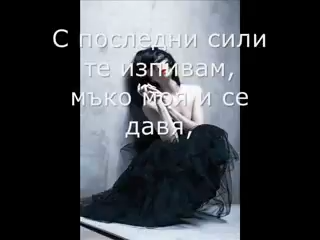 С последни сили
те изпивам,
мъко моя и се
давя,